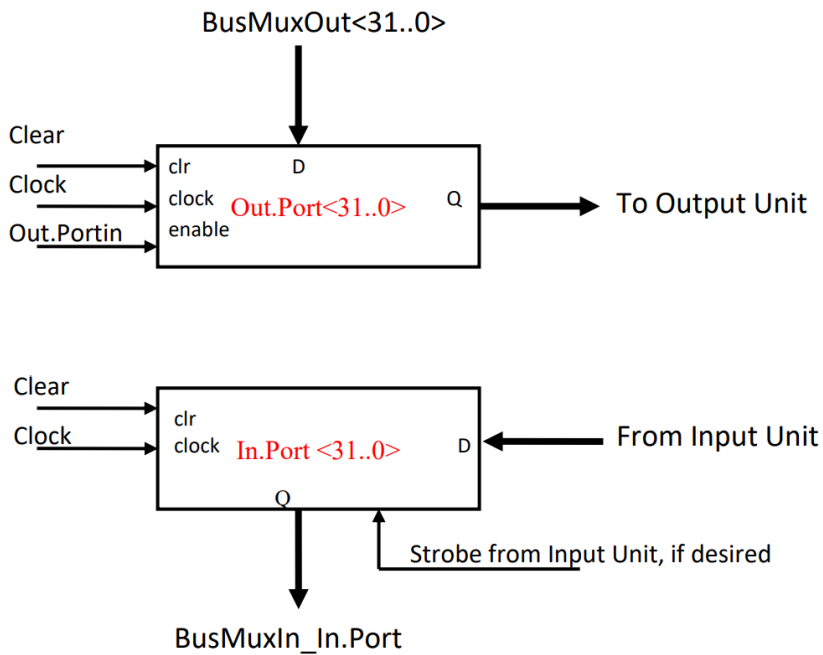 BusMuxOut<31..0>
Clear
clr
D
Clock
clock
Out.Port<31..0>
Q
To Output Unit
Out.Portin
enable
Clear
clr
Clock
clock
In.Port <31..0>
D
From Input Unit
Q
Strobe from Input Unit, if desired
BusMuxIn_In.Port